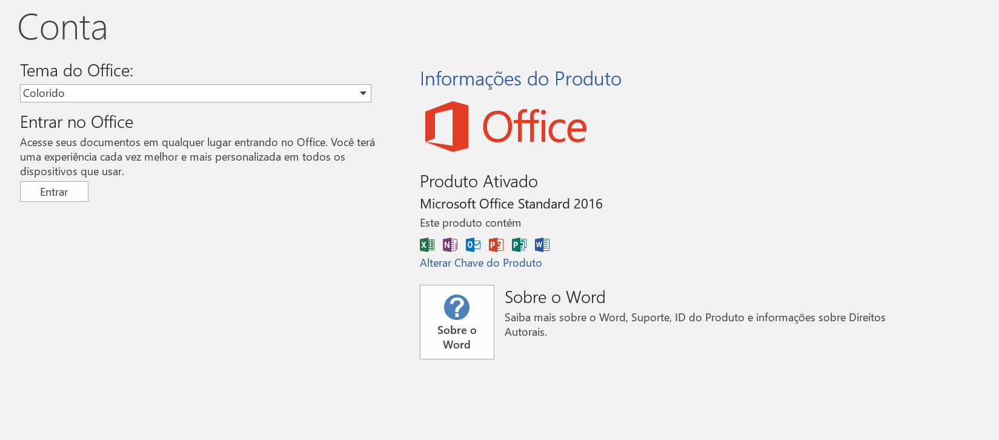 Conta
Tema do Office:
Colorido
Entrar no Office
Acesse seus documentos em qualquer lugar entrando no Office. Você terá
uma experiência cada vez melhor e mais personalizada em todos os
dispositivos que usar.
Entrar
Informações do Produto
Office
Produto Ativado
Microsoft Office Standard 2016
Este produto contém
X N O P P W
Alterar Chave do Produto
Sobre o
Word
Sobre o Word
Saiba mais sobre o Word, Suporte, ID do Produto e informações sobre Direitos
Autorais.